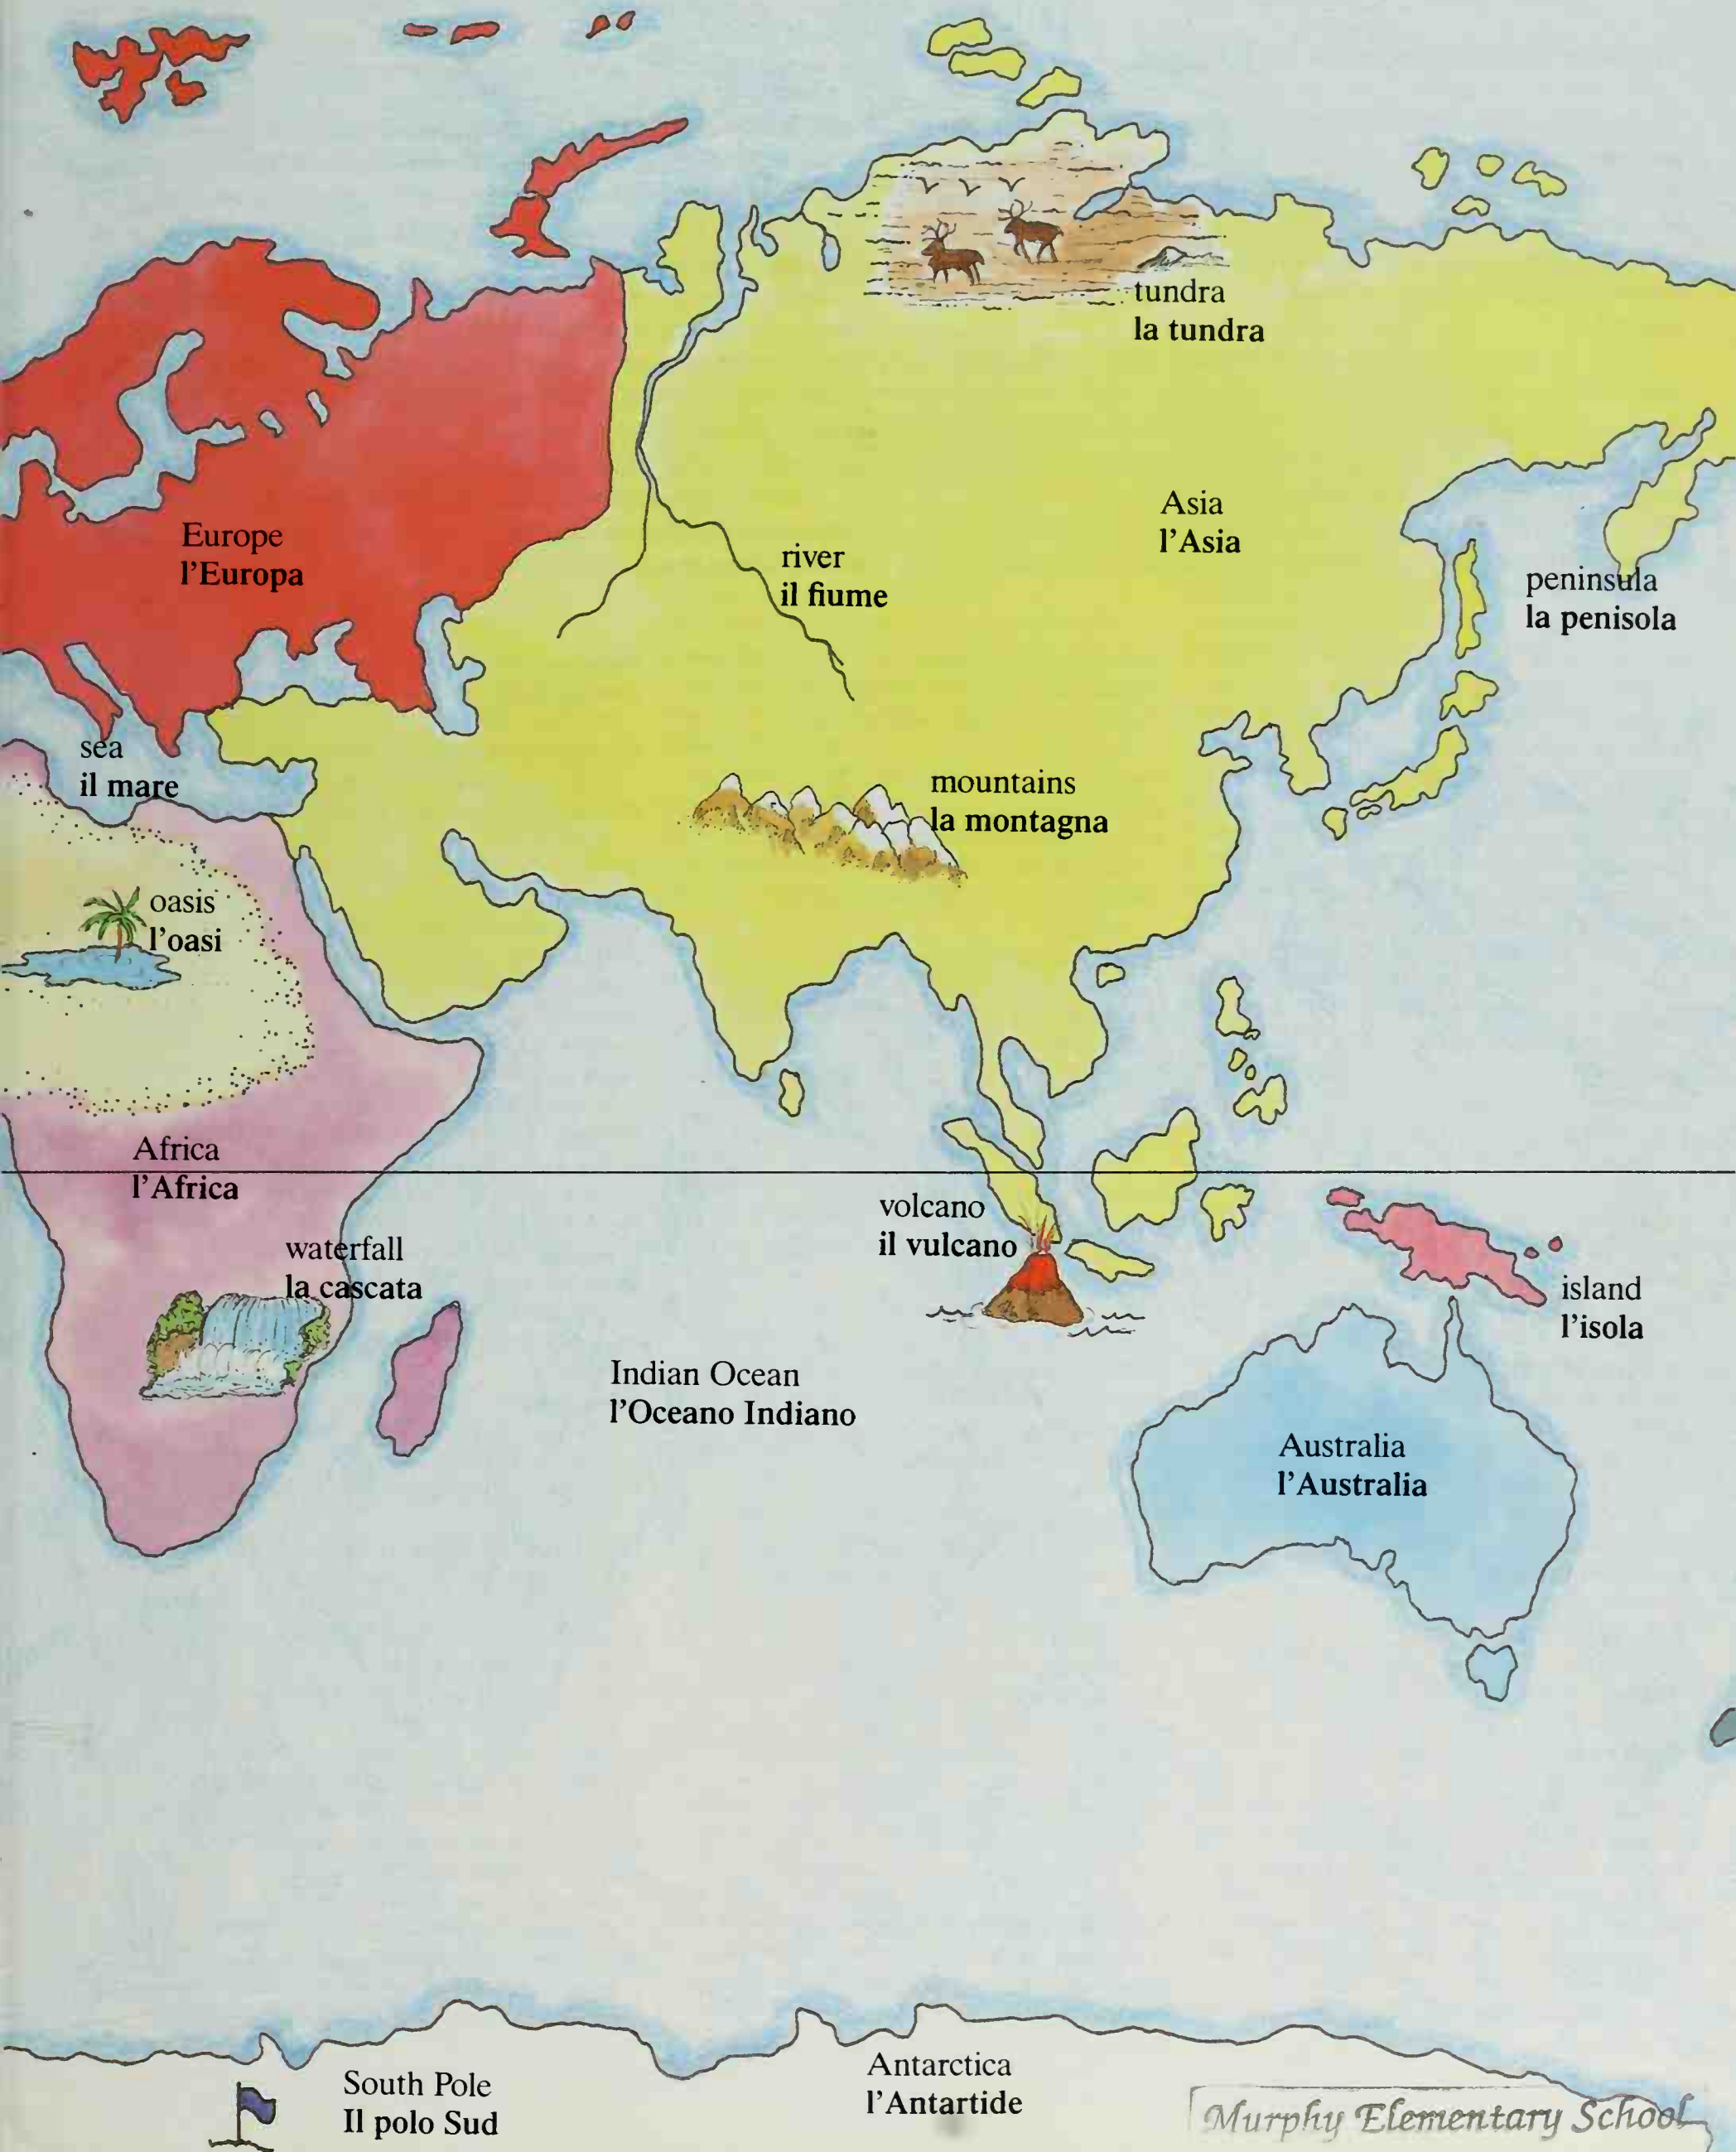 tundra
la tundra
Asia
l'Asia
Europe
l'Europa
river
il fiume
peninsula
la penisola
sea
il mare
mountains
la montagna
oasis
l'oasi
Africa
l'Africa
volcano
il vulcano
waterfall
la cascata
island
l'isola
Indian Ocean
l'Oceano Indiano
Australia
l'Australia
Antarctica
l'Antartide
South Pole
Il polo Sud
Murphy Elementary School